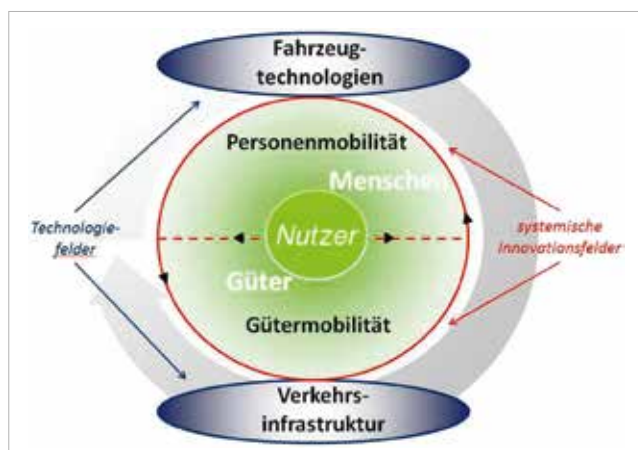 Fahrzeug-
technologien
Personenmobilität
Menschen
Technologie-
felder
Nutzer
systemische
Innovationsfelder
Güter
Gütermobilität
Verkehrs-
infrastruktur